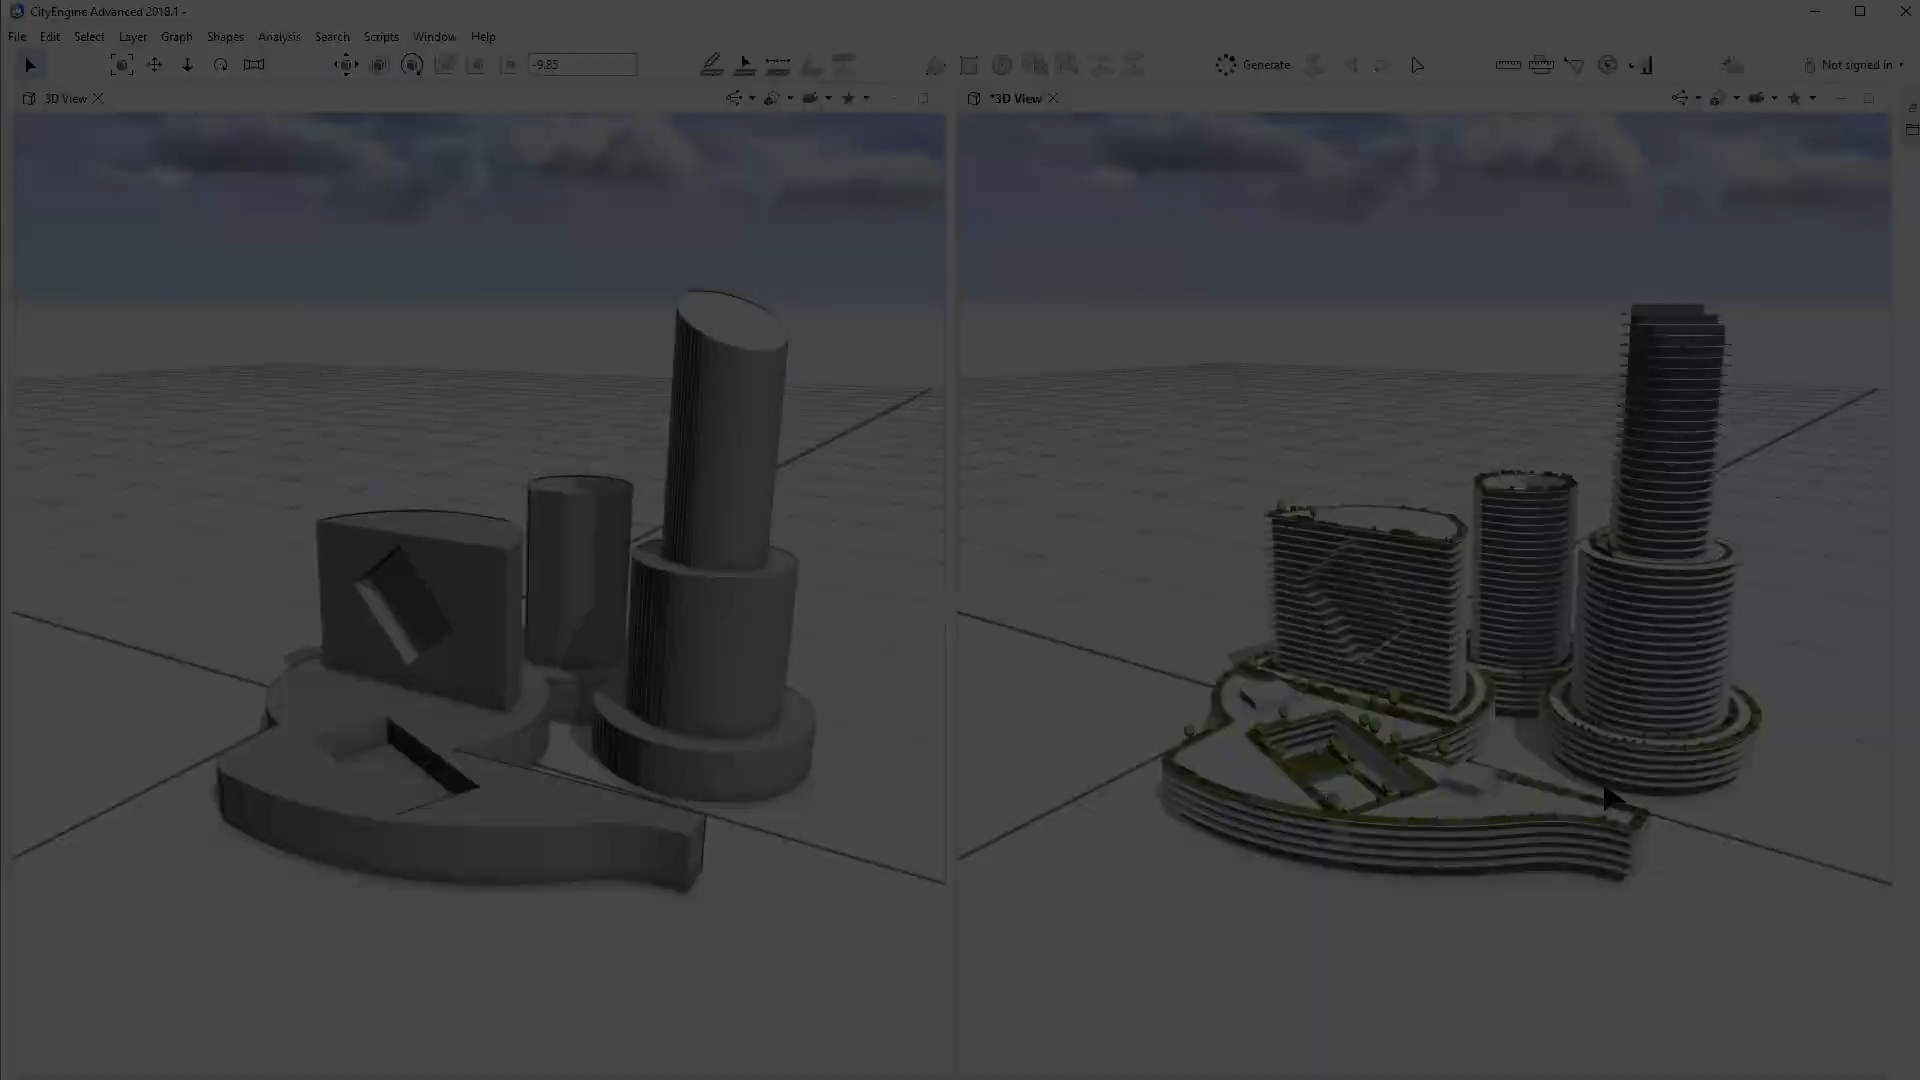 CityEngine Advanced 2018.1 -
File Edit Select Layer Graph Shapes Analysis Search Scripts Window Help
-9.83 Generate Not signed in
3D View *3D View